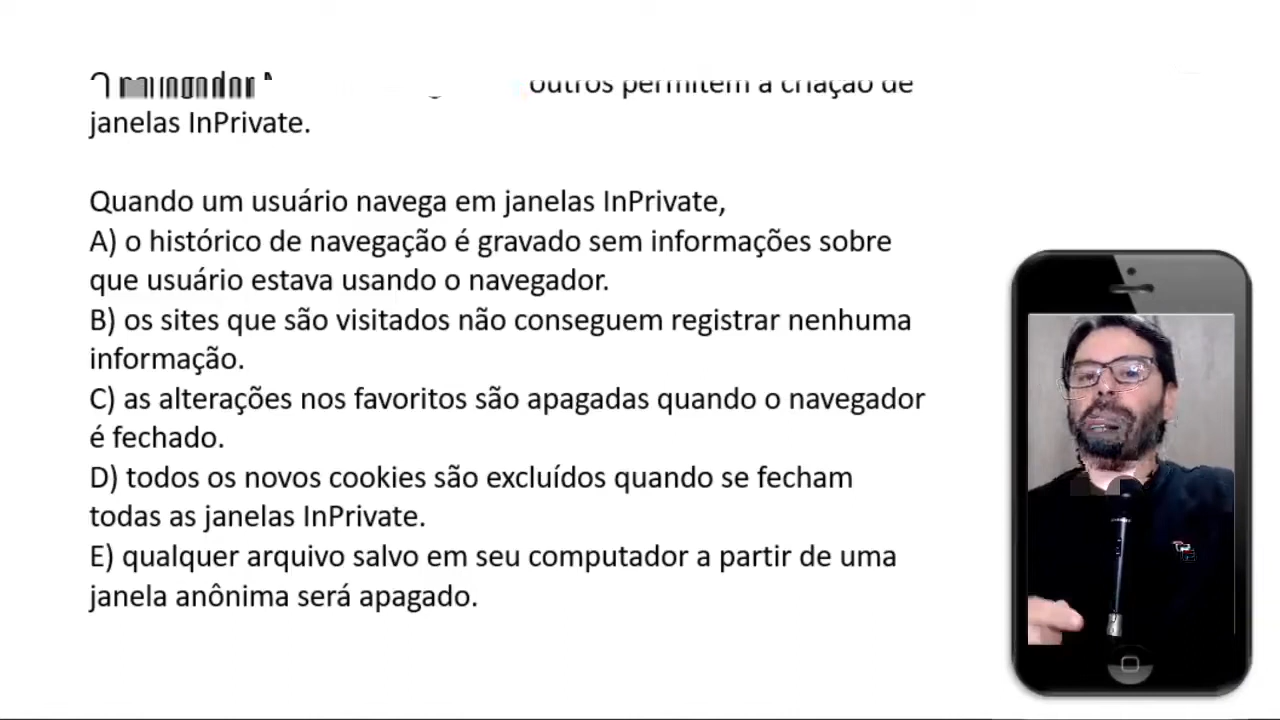 O navegador outros permitem a criação de
janelas InPrivate.
Quando um usuário navega em janelas InPrivate,
A) o histórico de navegação é gravado sem informações sobre
que usuário estava usando o navegador.
B) os sites que são visitados não conseguem registrar nenhuma
informação.
C) as alterações nos favoritos são apagadas quando o navegador
é fechado.
D) todos os novos cookies são excluídos quando se fecham
todas as janelas InPrivate.
E) qualquer arquivo salvo em seu computador a partir de uma
janela anônima será apagado.